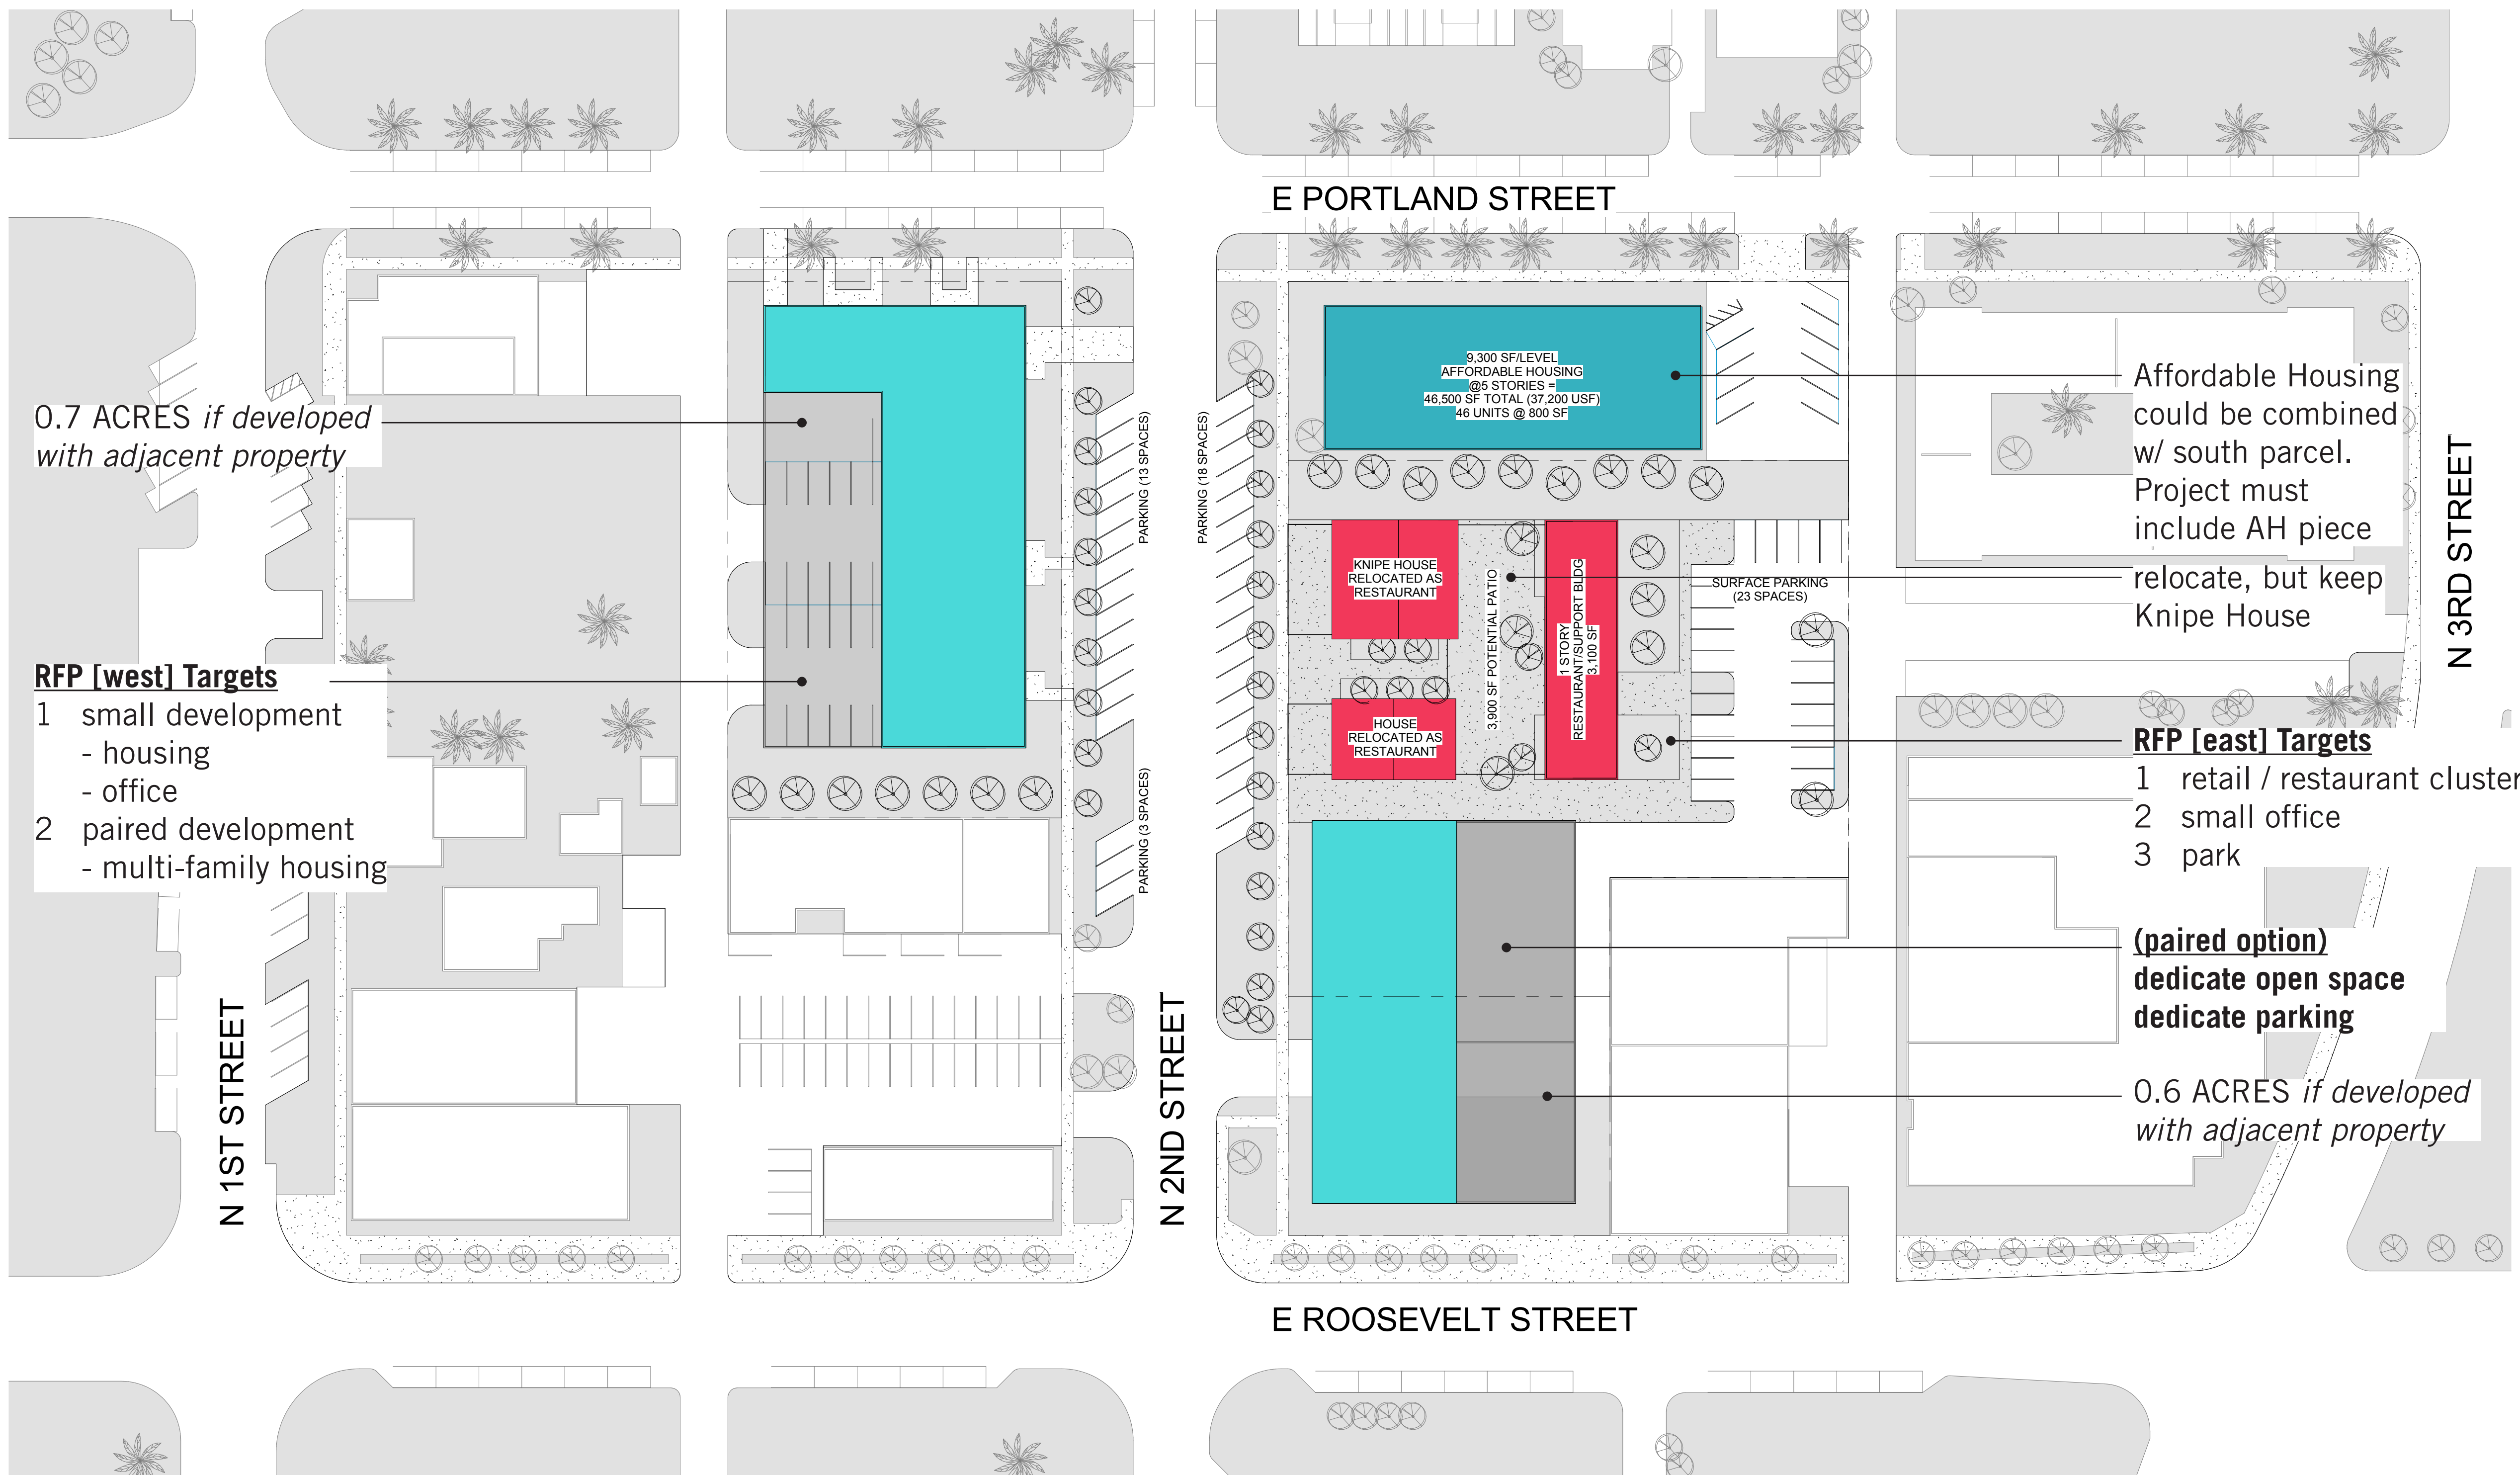 E PORTLAND STREET
0.7 ACRES if developed
with adjacent property
RFP [west] Targets
1 small development
- housing
- office
2 paired development
- multi-family housing
N 1ST STREET
PARKING (13 SPACES)
PARKING (3 SPACES)
N 2ND STREET
PARKING (18 SPACES)
9,300 SF/LEVEL
AFFORDABLE HOUSING
@5 STORIES =
46,500 SF TOTAL (37,200 USF)
46 UNITS @ 800 SF
KNIPE HOUSE
RELOCATED AS
RESTAURANT
HOUSE
RELOCATED AS
RESTAURANT
3,900 SF POTENTIAL PATIO
1 STORY
RESTAURANT/SUPPORT BLDG
3,100 SF
SURFACE PARKING
(23 SPACES)
Affordable Housing
could be combined
w/ south parcel.
Project must
include AH piece
relocate, but keep
Knipe House
N 3RD STREET
RFP [east] Targets
1 retail / restaurant cluster
2 small office
3 park
(paired option)
dedicate open space
dedicate parking
0.6 ACRES if developed
with adjacent property
E ROOSEVELT STREET